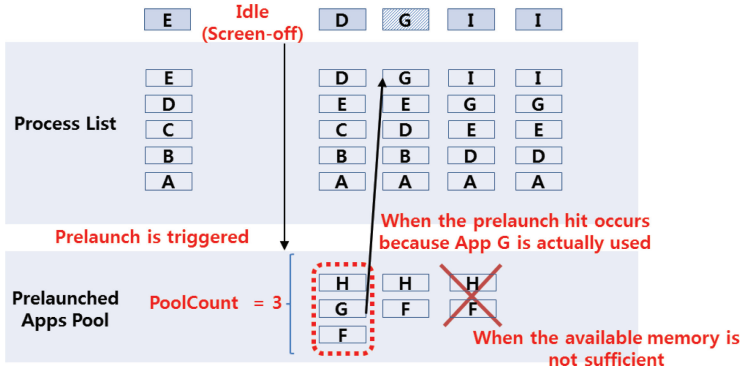 E
Idle
(Screen-off)
D G I I
Process List
E D G I I
D E E G G
C C D E E
B B B D D
A A A A A
Prelaunch is triggered
When the prelaunch hit occurs
because App G is actually used
Prelaunched
Apps Pool
PoolCount = 3
H H H
G F F
F
When the available memory is
not sufficient